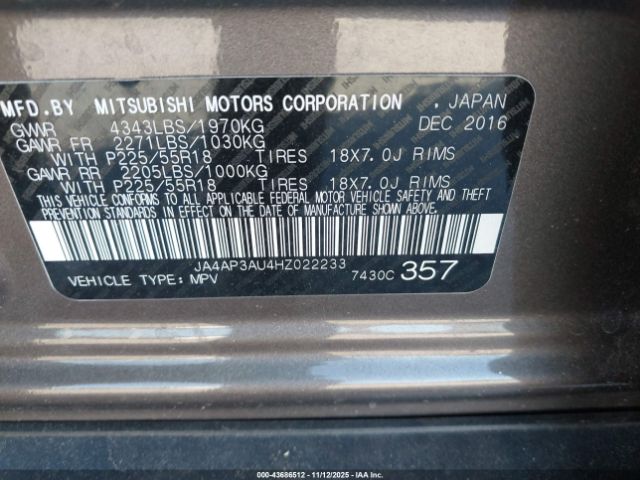 MFD.BY MITSUBISHI MOTORS CORPORATION . JAPAN
GVWR 4343LBS/1970KG DEC 2016
GAWR FR 2271LBS/1030KG
WITH P225/55R18 TIRES 18X7.0J RIMS
GAWR RR 2205LBS/1000KG
WITH P225/55R18 TIRES 18X7.0J RIMS
THIS VEHICLE CONFORMS TO ALL APPLICABLE FEDERAL MOTOR VEHICLE SAFETY AND THEFT
PREVENTION STANDARDS IN EFFECT ON THE DATE OF MANUFACTURE SHOWN ABOVE.
JA4AP3AU4HZ022233
VEHICLE TYPE: MPV 7430C 357
000-43686512 - 11/12/2025 - IAA Inc.